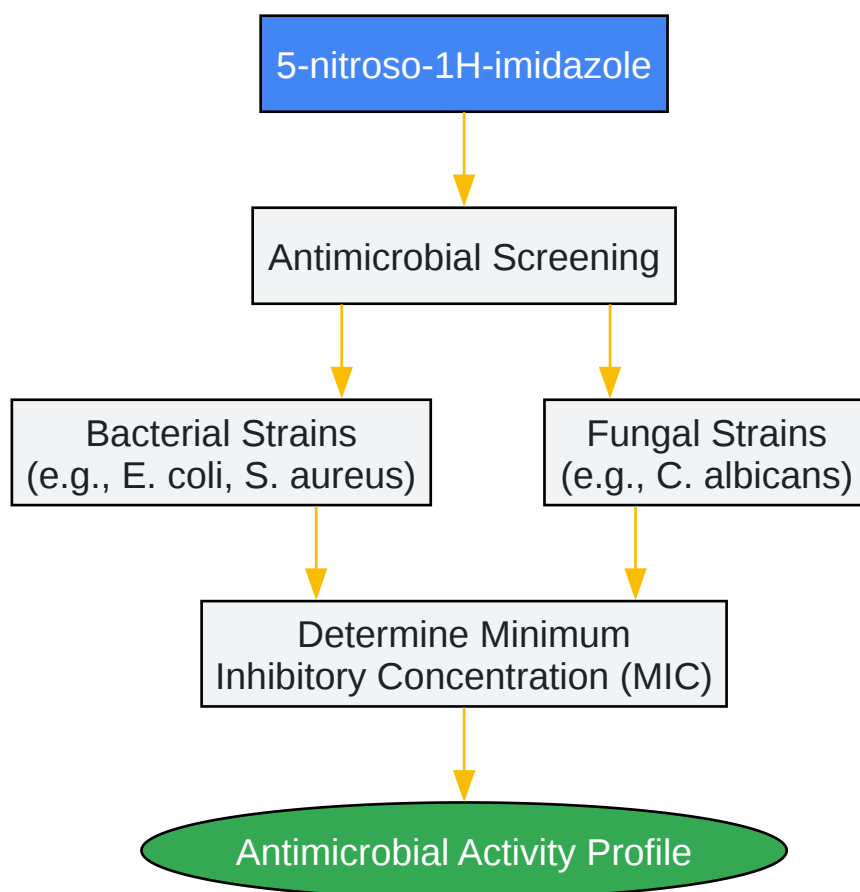 5-nitroso-1H-imidazole
Antimicrobial Screening
Bacterial Strains
(e.g., E. coli, S. aureus)
Fungal Strains
(e.g., C. albicans)
Determine Minimum
Inhibitory Concentration (MIC)
Antimicrobial Activity Profile